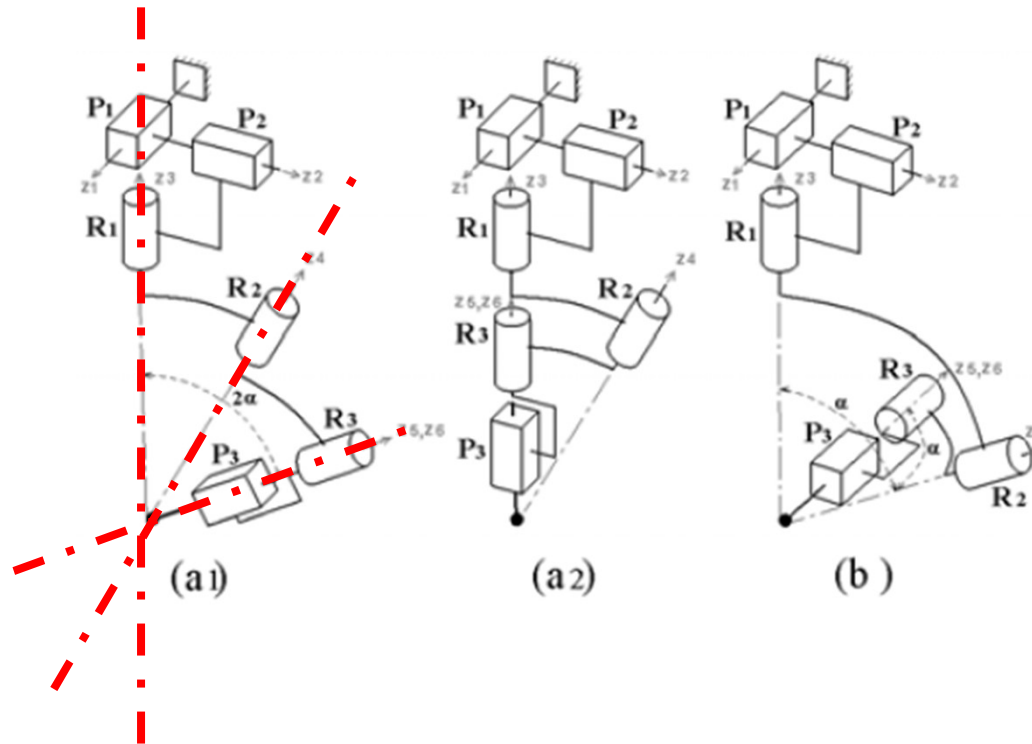 P1
P2
z1
z3
z2
R1
z4
R2
2α
R3
z5,z6
P3
(a1)
P1
P2
z1
z3
z2
R1
z4
R2
z5,z6
R3
P3
(a2)
P1
P2
z1
z3
z2
R1
R3
z5,z6
α
P3
α
z
R2
(b )